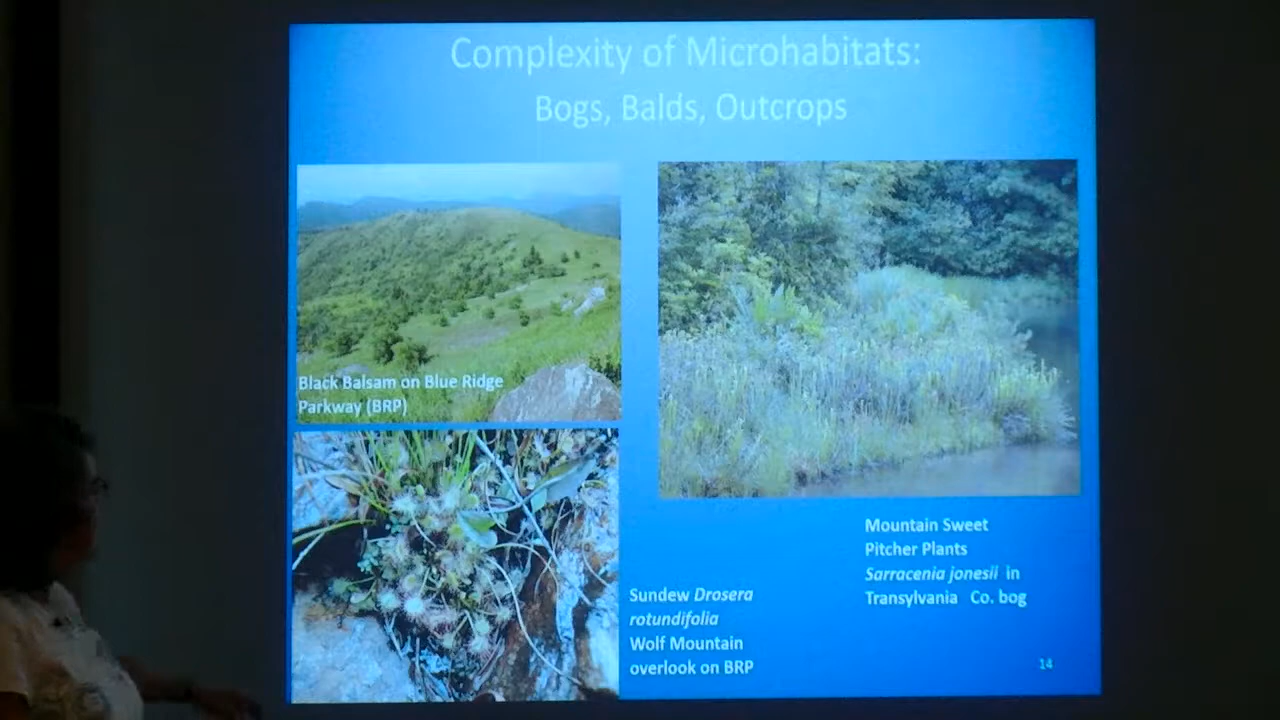 Complexity of Microhabitats:
Bogs, Balds, Outcrops
Black Balsam on Blue Ridge
Parkway (BRP)
Mountain Sweet
Pitcher Plants
Sarracenia jonesii in
Transylvania Co. bog
Sundew Drosera
rotundifolia
Wolf Mountain
overlook on BRP
14